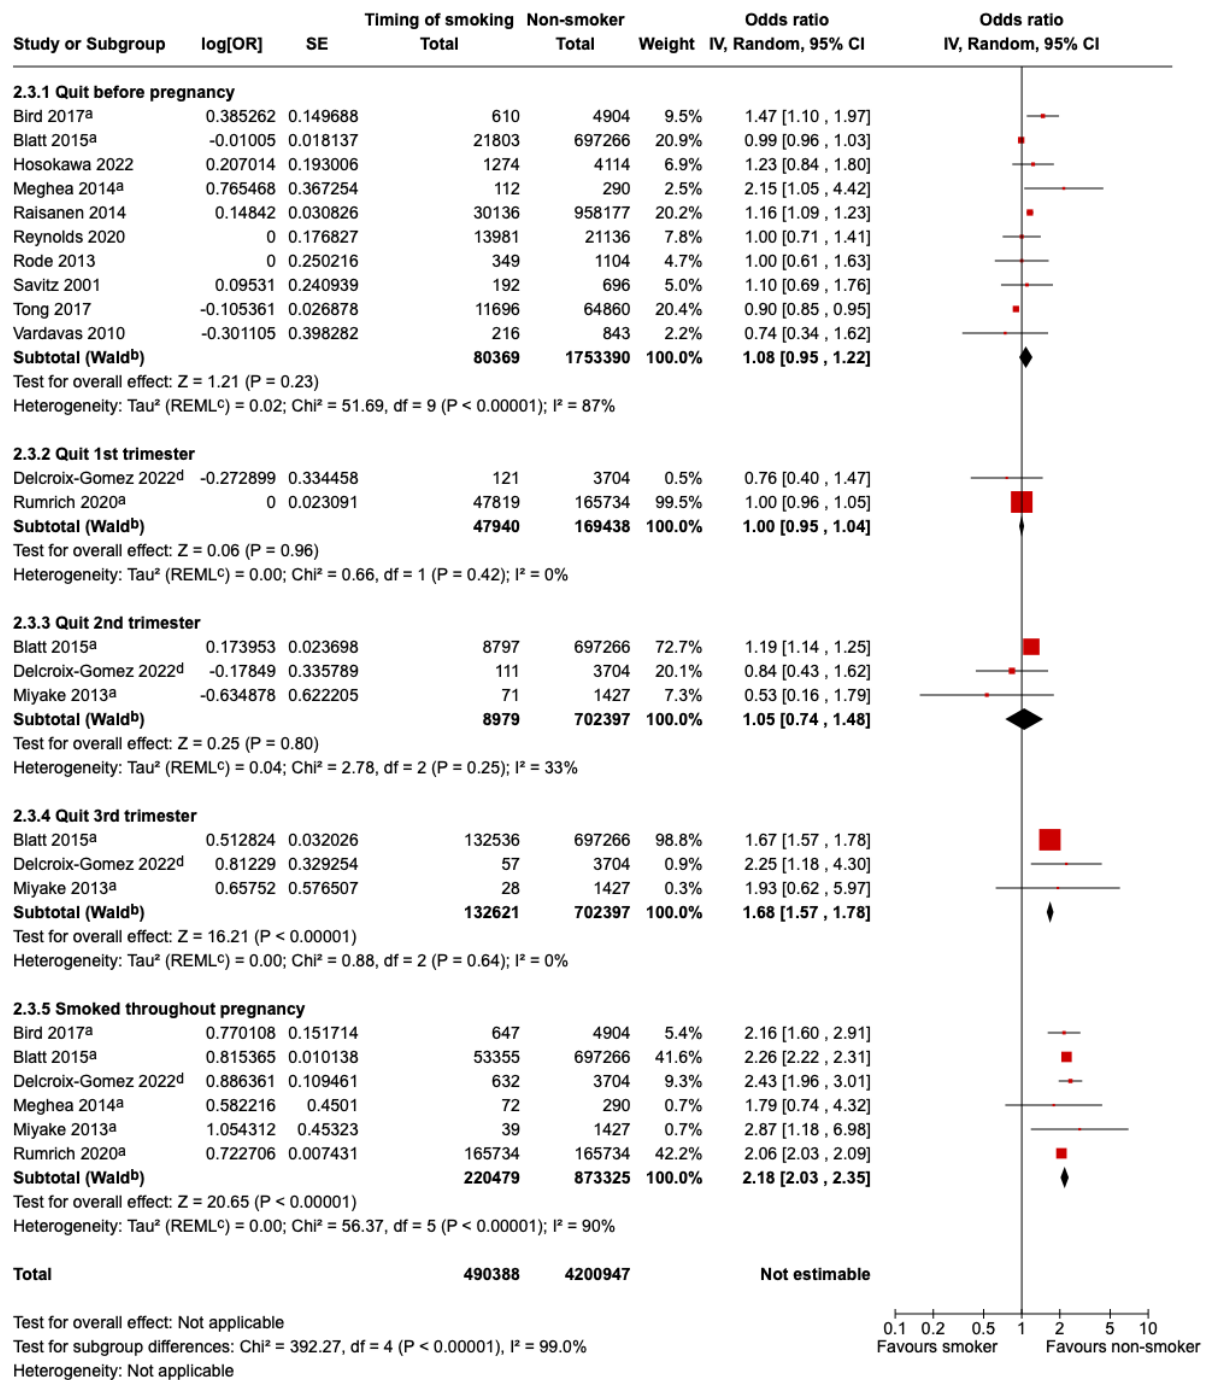 Timing of smoking Non-smoker Odds ratio Odds ratio
Study or Subgroup log[OR] SE Total Total Weight IV, Random, 95% CI IV, Random, 95% CI
2.3.1 Quit before pregnancy
Bird 2017a 0.385262 0.149688 610 4904 9.5% 1.47 [1.10 , 1.97]
Blatt 2015a -0.01005 0.018137 21803 697266 20.9% 0.99 [0.96 , 1.03]
Hosokawa 2022 0.207014 0.193006 1274 4114 6.9% 1.23 [0.84 , 1.80]
Meghea 2014a 0.765468 0.367254 112 290 2.5% 2.15 [1.05 , 4.42]
Raisanen 2014 0.14842 0.030826 30136 958177 20.2% 1.16 [1.09 , 1.23]
Reynolds 2020 0 0.176827 13981 21136 7.8% 1.00 [0.71 , 1.41]
Rode 2013 0 0.250216 349 1104 4.7% 1.00 [0.61 , 1.63]
Savitz 2001 0.09531 0.240939 192 696 5.0% 1.10 [0.69 , 1.76]
Tong 2017 -0.105361 0.026878 11696 64860 20.4% 0.90 [0.85 , 0.95]
Vardavas 2010 -0.301105 0.398282 216 843 2.2% 0.74 [0.34 , 1.62]
Subtotal (Waldb) 80369 1753390 100.0% 1.08 [0.95 , 1.22]
Test for overall effect: Z = 1.21 (P = 0.23)
Heterogeneity: Tau² (REMLc) = 0.02; Chi² = 51.69, df = 9 (P < 0.00001); I² = 87%
2.3.2 Quit 1st trimester
Delcroix-Gomez 2022d -0.272899 0.334458 121 3704 0.5% 0.76 [0.40 , 1.47]
Rumrich 2020a 0 0.023091 47819 165734 99.5% 1.00 [0.96 , 1.05]
Subtotal (Waldb) 47940 169438 100.0% 1.00 [0.95 , 1.04]
Test for overall effect: Z = 0.06 (P = 0.96)
Heterogeneity: Tau² (REMLc) = 0.00; Chi² = 0.66, df = 1 (P = 0.42); I² = 0%
2.3.3 Quit 2nd trimester
Blatt 2015a 0.173953 0.023698 8797 697266 72.7% 1.19 [1.14 , 1.25]
Delcroix-Gomez 2022d -0.17849 0.335789 111 3704 20.1% 0.84 [0.43 , 1.62]
Miyake 2013a -0.634878 0.622205 71 1427 7.3% 0.53 [0.16 , 1.79]
Subtotal (Waldb) 8979 702397 100.0% 1.05 [0.74 , 1.48]
Test for overall effect: Z = 0.25 (P = 0.80)
Heterogeneity: Tau² (REMLc) = 0.04; Chi² = 2.78, df = 2 (P = 0.25); I² = 33%
2.3.4 Quit 3rd trimester
Blatt 2015a 0.512824 0.032026 132536 697266 98.8% 1.67 [1.57 , 1.78]
Delcroix-Gomez 2022d 0.81229 0.329254 57 3704 0.9% 2.25 [1.18 , 4.30]
Miyake 2013a 0.65752 0.576507 28 1427 0.3% 1.93 [0.62 , 5.97]
Subtotal (Waldb) 132621 702397 100.0% 1.68 [1.57 , 1.78]
Test for overall effect: Z = 16.21 (P < 0.00001)
Heterogeneity: Tau² (REMLc) = 0.00; Chi² = 0.88, df = 2 (P = 0.64); I² = 0%
2.3.5 Smoked throughout pregnancy
Bird 2017a 0.770108 0.151714 647 4904 5.4% 2.16 [1.60 , 2.91]
Blatt 2015a 0.815365 0.010138 53355 697266 41.6% 2.26 [2.22 , 2.31]
Delcroix-Gomez 2022d 0.886361 0.109461 632 3704 9.3% 2.43 [1.96 , 3.01]
Meghea 2014a 0.582216 0.4501 72 290 0.7% 1.79 [0.74 , 4.32]
Miyake 2013a 1.054312 0.45323 39 1427 0.7% 2.87 [1.18 , 6.98]
Rumrich 2020a 0.722706 0.007431 165734 165734 42.2% 2.06 [2.03 , 2.09]
Subtotal (Waldb) 220479 873325 100.0% 2.18 [2.03 , 2.35]
Test for overall effect: Z = 20.65 (P < 0.00001)
Heterogeneity: Tau² (REMLc) = 0.00; Chi² = 56.37, df = 5 (P < 0.00001); I² = 90%
Total 490388 4200947 Not estimable
Test for overall effect: Not applicable
Test for subgroup differences: Chi² = 392.27, df = 4 (P < 0.00001), I² = 99.0%
Heterogeneity: Not applicable
0.1 0.2 0.5 1 2 5 10
Favours smoker Favours non-smoker